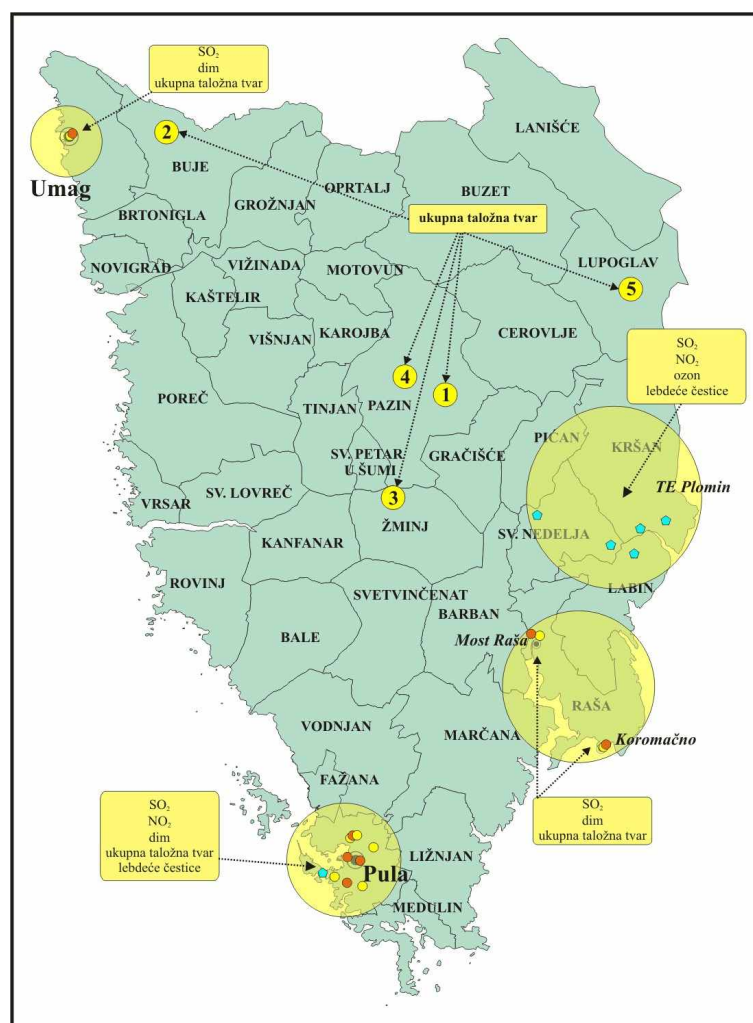 SO₂
dim
ukupna taložna tvar
LANIŠĆE
2
BUJE
Umag
OPRTALJ
BUZET
GROŽNJAN
BRTONIGLA
ukupna taložna tvar
LUPOGLAV
NOVIGRAD
VIŽINADA
MOTOVUN
5
KAŠTELIR
KAROJBA
CEROVLJE
VIŠNJAN
SO₂
NO₂
ozon
lebdeće čestice
4
1
POREČ
TINJAN
PAZIN
PIĆAN
KRŠAN
SV. PETAR
U ŠUMI
GRAČIŠĆE
TE Plomin
SV. LOVREČ
3
VRSAR
ŽMINJ
SV. NEDELJA
KANFANAR
ROVINJ
LABIN
SVETVINČENAT
BARBAN
BALE
Most Raša
RAŠA
VODNJAN
MARČANA
Koromačno
FAŽANA
SO₂
NO₂
dim
ukupna taložna tvar
lebdeće čestice
SO₂
dim
ukupna taložna tvar
LIŽNJAN
Pula
MEDULIN